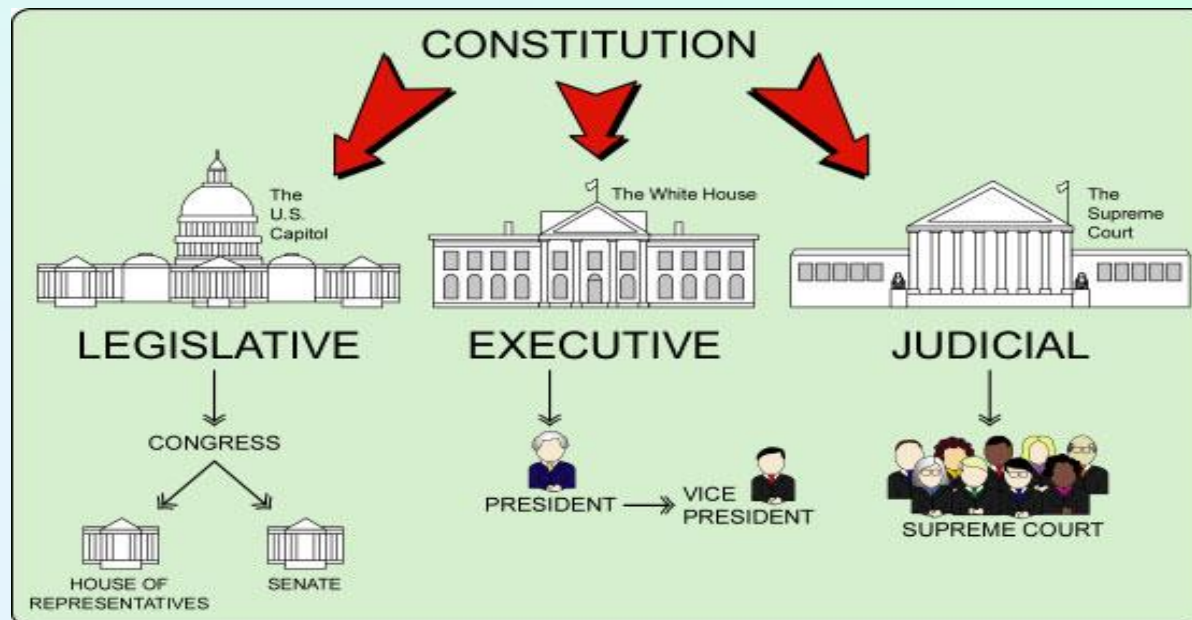 CONSTITUTION
The
U.S.
Capitol
The White House
The
Supreme
Court
LEGISLATIVE
EXECUTIVE
JUDICIAL
CONGRESS
PRESIDENT
VICE
PRESIDENT
SUPREME COURT
HOUSE OF
REPRESENTATIVES
SENATE